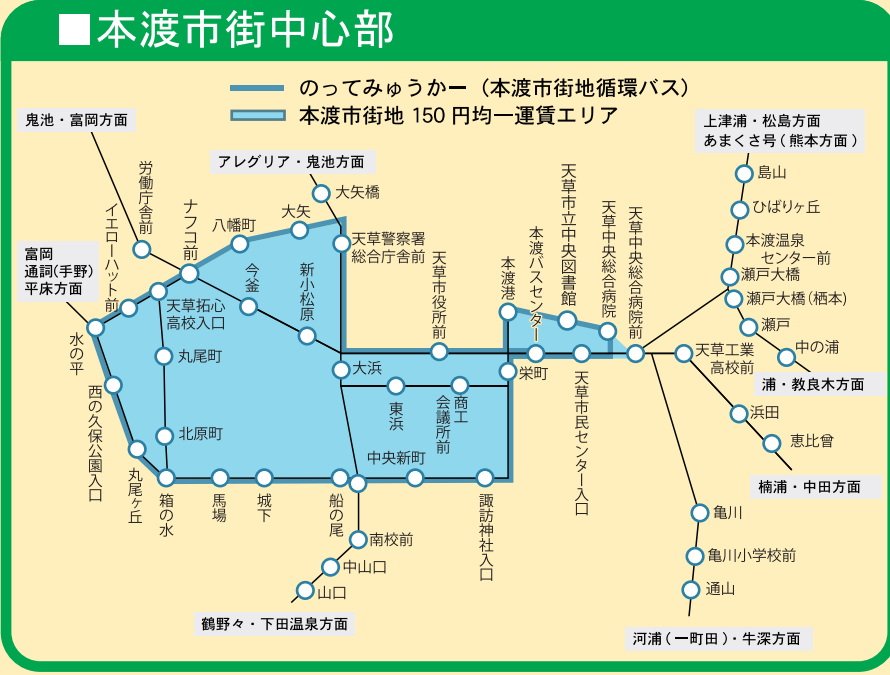 ■本渡市街中心部
のってみゅうかー（本渡市街地循環バス）
本渡市街地 150 円均一運賃エリア
鬼池・富岡方面
アレグリア・鬼池方面
上津浦・松島方面
あまくさ号(熊本方面)
富岡
通詞(手野)
平床方面
労働庁舎前
イエローハット前
ナフコ前
八幡町
大矢
大矢橋
天草警察署
総合庁舎前
今釜
新小松原
天草拓心
高校入口
水の平
丸尾町
北原町
西の久保公園入口
丸尾ヶ丘
箱の水
馬場
城下
船の尾
中央新町
諏訪神社入口
大浜
東浜
会議所前
商工
栄町
天草市役所前
本渡港
本渡バスセンター
天草市立中央図書館
天草中央総合病院
天草中央総合病院前
天草市民センター入口
島山
ひばりヶ丘
本渡温泉
センター前
瀬戸大橋
瀬戸大橋(栖本)
瀬戸
中の浦
浦・教良木方面
天草工業
高校前
浜田
恵比曽
楠浦・中田方面
亀川
亀川小学校前
通山
河浦(一町田)・牛深方面
南校前
中山口
山口
鶴野々・下田温泉方面